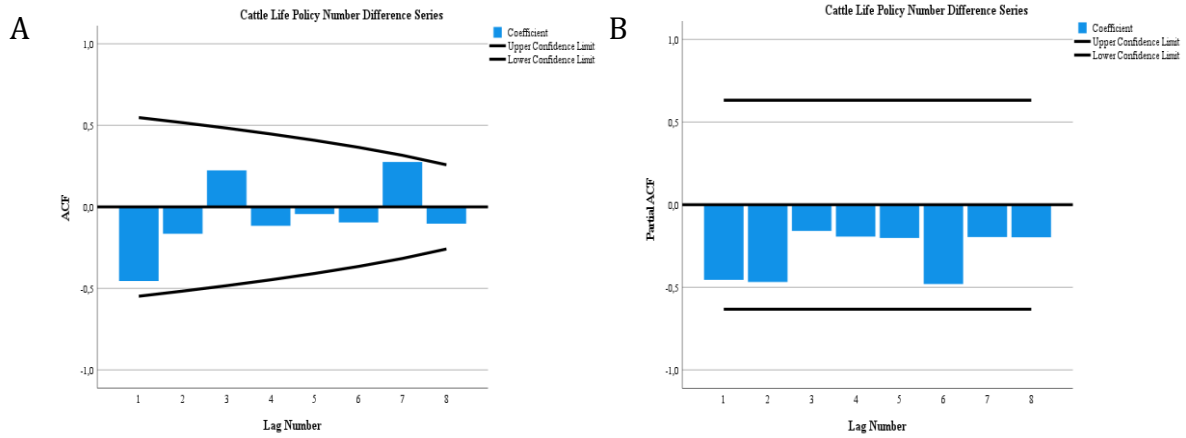 A
Cattle Life Policy Number Difference Series
Coefficient
Upper Confidence Limit
Lower Confidence Limit
1,0
0,5
0,0
-0,5
-1,0
ACF
1 2 3 4 5 6 7 8
Lag Number
B
Cattle Life Policy Number Difference Series
Coefficient
Upper Confidence Limit
Lower Confidence Limit
1,0
0,5
0,0
-0,5
-1,0
Partial ACF
1 2 3 4 5 6 7 8
Lag Number